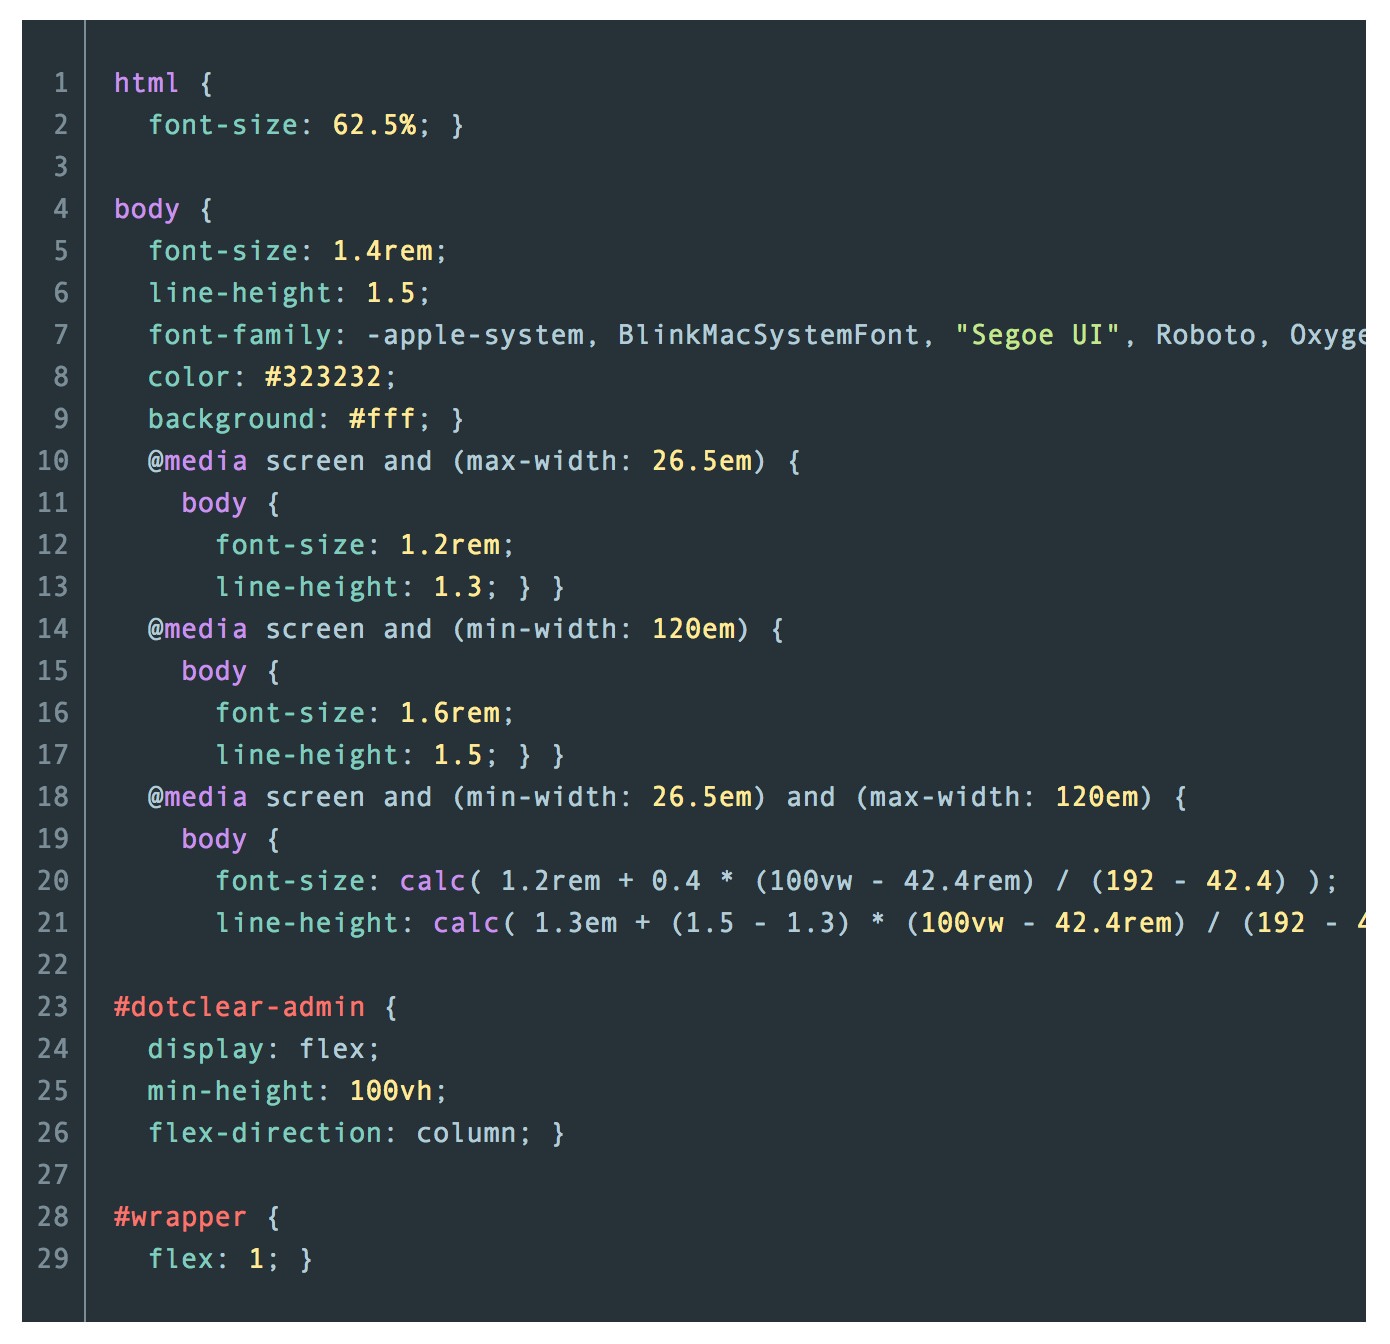 1 html {
2   font-size: 62.5%; }
3
4 body {
5   font-size: 1.4rem;
6   line-height: 1.5;
7   font-family: -apple-system, BlinkMacSystemFont, "Segoe UI", Roboto, Oxyge
8   color: #323232;
9   background: #fff; }
10   @media screen and (max-width: 26.5em) {
11     body {
12       font-size: 1.2rem;
13       line-height: 1.3; } }
14   @media screen and (min-width: 120em) {
15     body {
16       font-size: 1.6rem;
17       line-height: 1.5; } }
18   @media screen and (min-width: 26.5em) and (max-width: 120em) {
19     body {
20       font-size: calc( 1.2rem + 0.4 * (100vw - 42.4rem) / (192 - 42.4) );
21       line-height: calc( 1.3em + (1.5 - 1.3) * (100vw - 42.4rem) / (192 - 4
22
23 #dotclear-admin {
24   display: flex;
25   min-height: 100vh;
26   flex-direction: column; }
27
28 #wrapper {
29   flex: 1; }